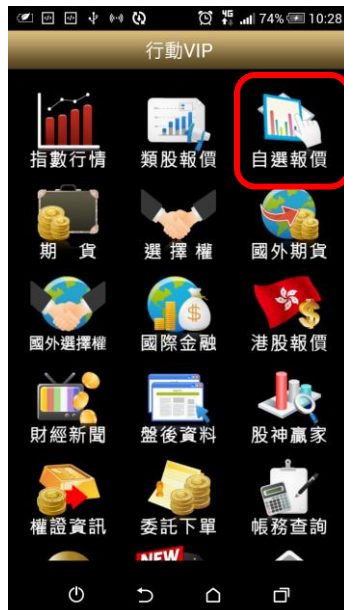 4G 74% 10:28
行動VIP
指數行情 類股報價 自選報價
期 貨 選 擇 權 國外期貨
$
國外選擇權 國際金融 港股報價
財經新聞 盤後資料 股神贏家
權證資訊 委託下單 帳務查詢
NEW